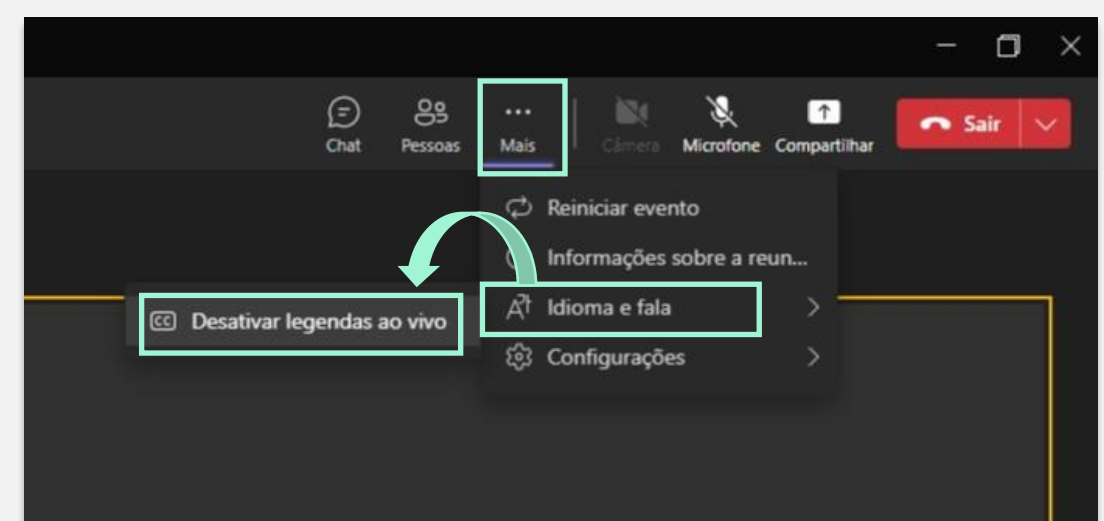 Chat
Pessoas
Mais
Câmera
Microfone
Compartilhar
Sair
Reiniciar evento
Informações sobre a reun...
Idioma e fala
CC Desativar legendas ao vivo
Configurações